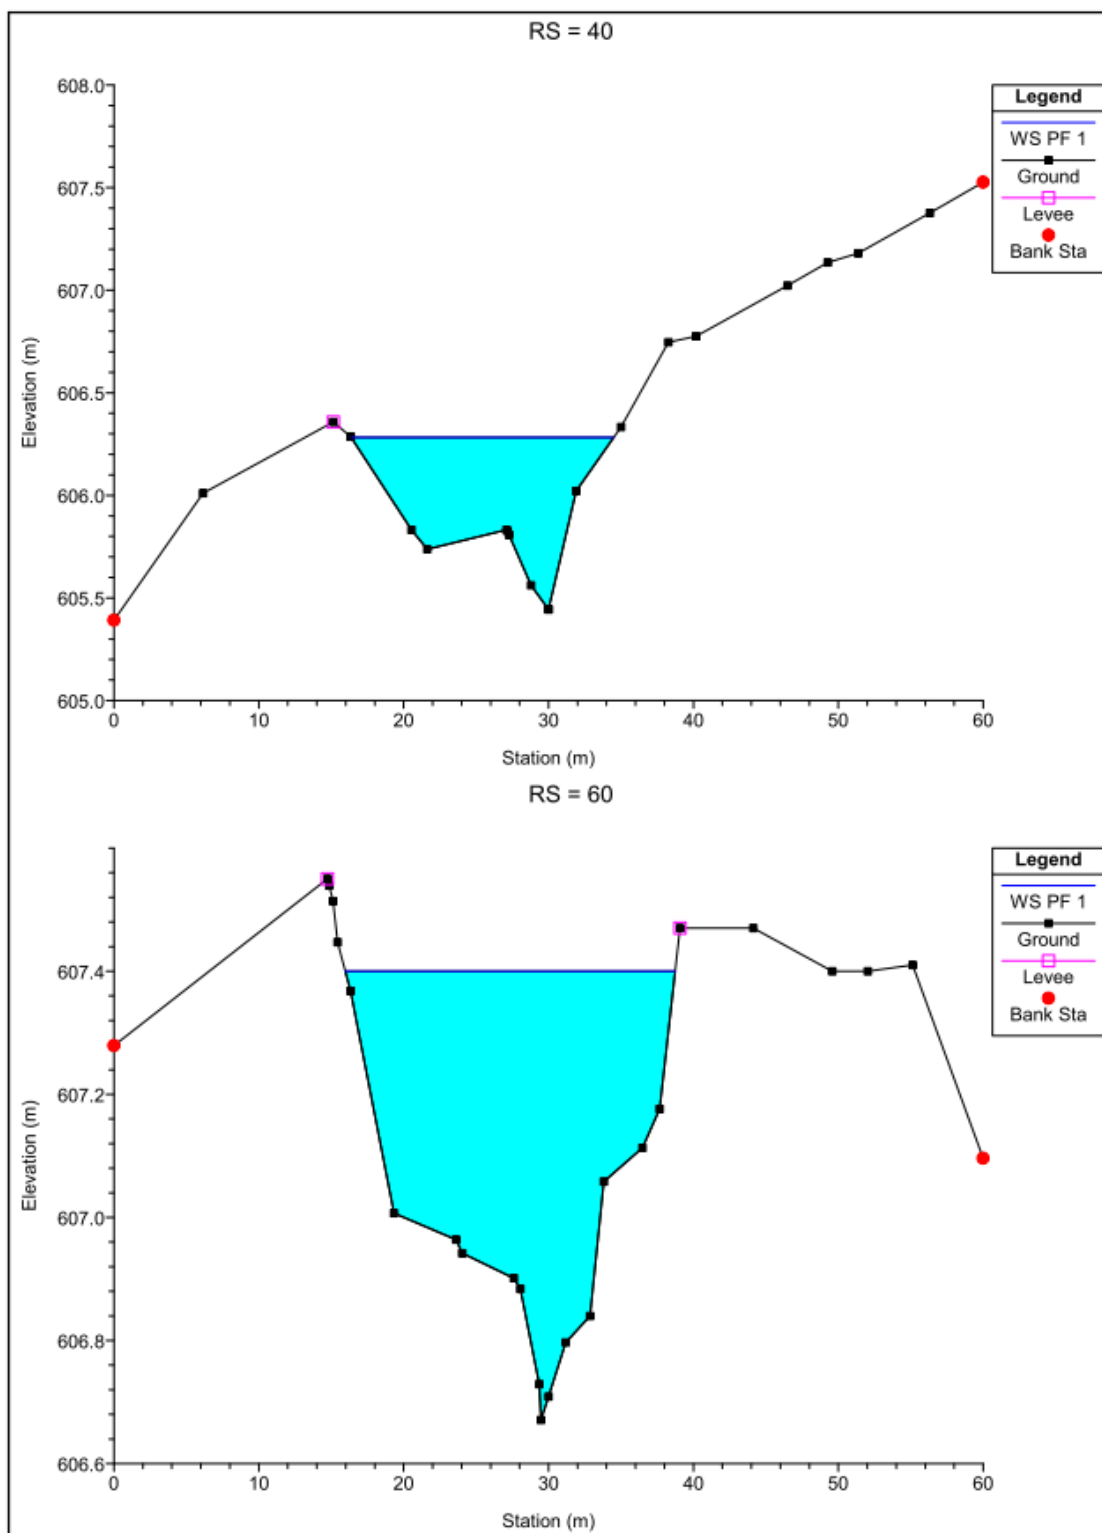 RS = 40
608.0
607.5
607.0
606.5
606.0
605.5
605.0
Elevation (m)
0 10 20 30 40 50 60
Station (m)
Legend
WS PF 1
Ground
Levee
Bank Sta
RS = 60
607.4
607.2
607.0
606.8
606.6
Elevation (m)
0 10 20 30 40 50 60
Station (m)
Legend
WS PF 1
Ground
Levee
Bank Sta